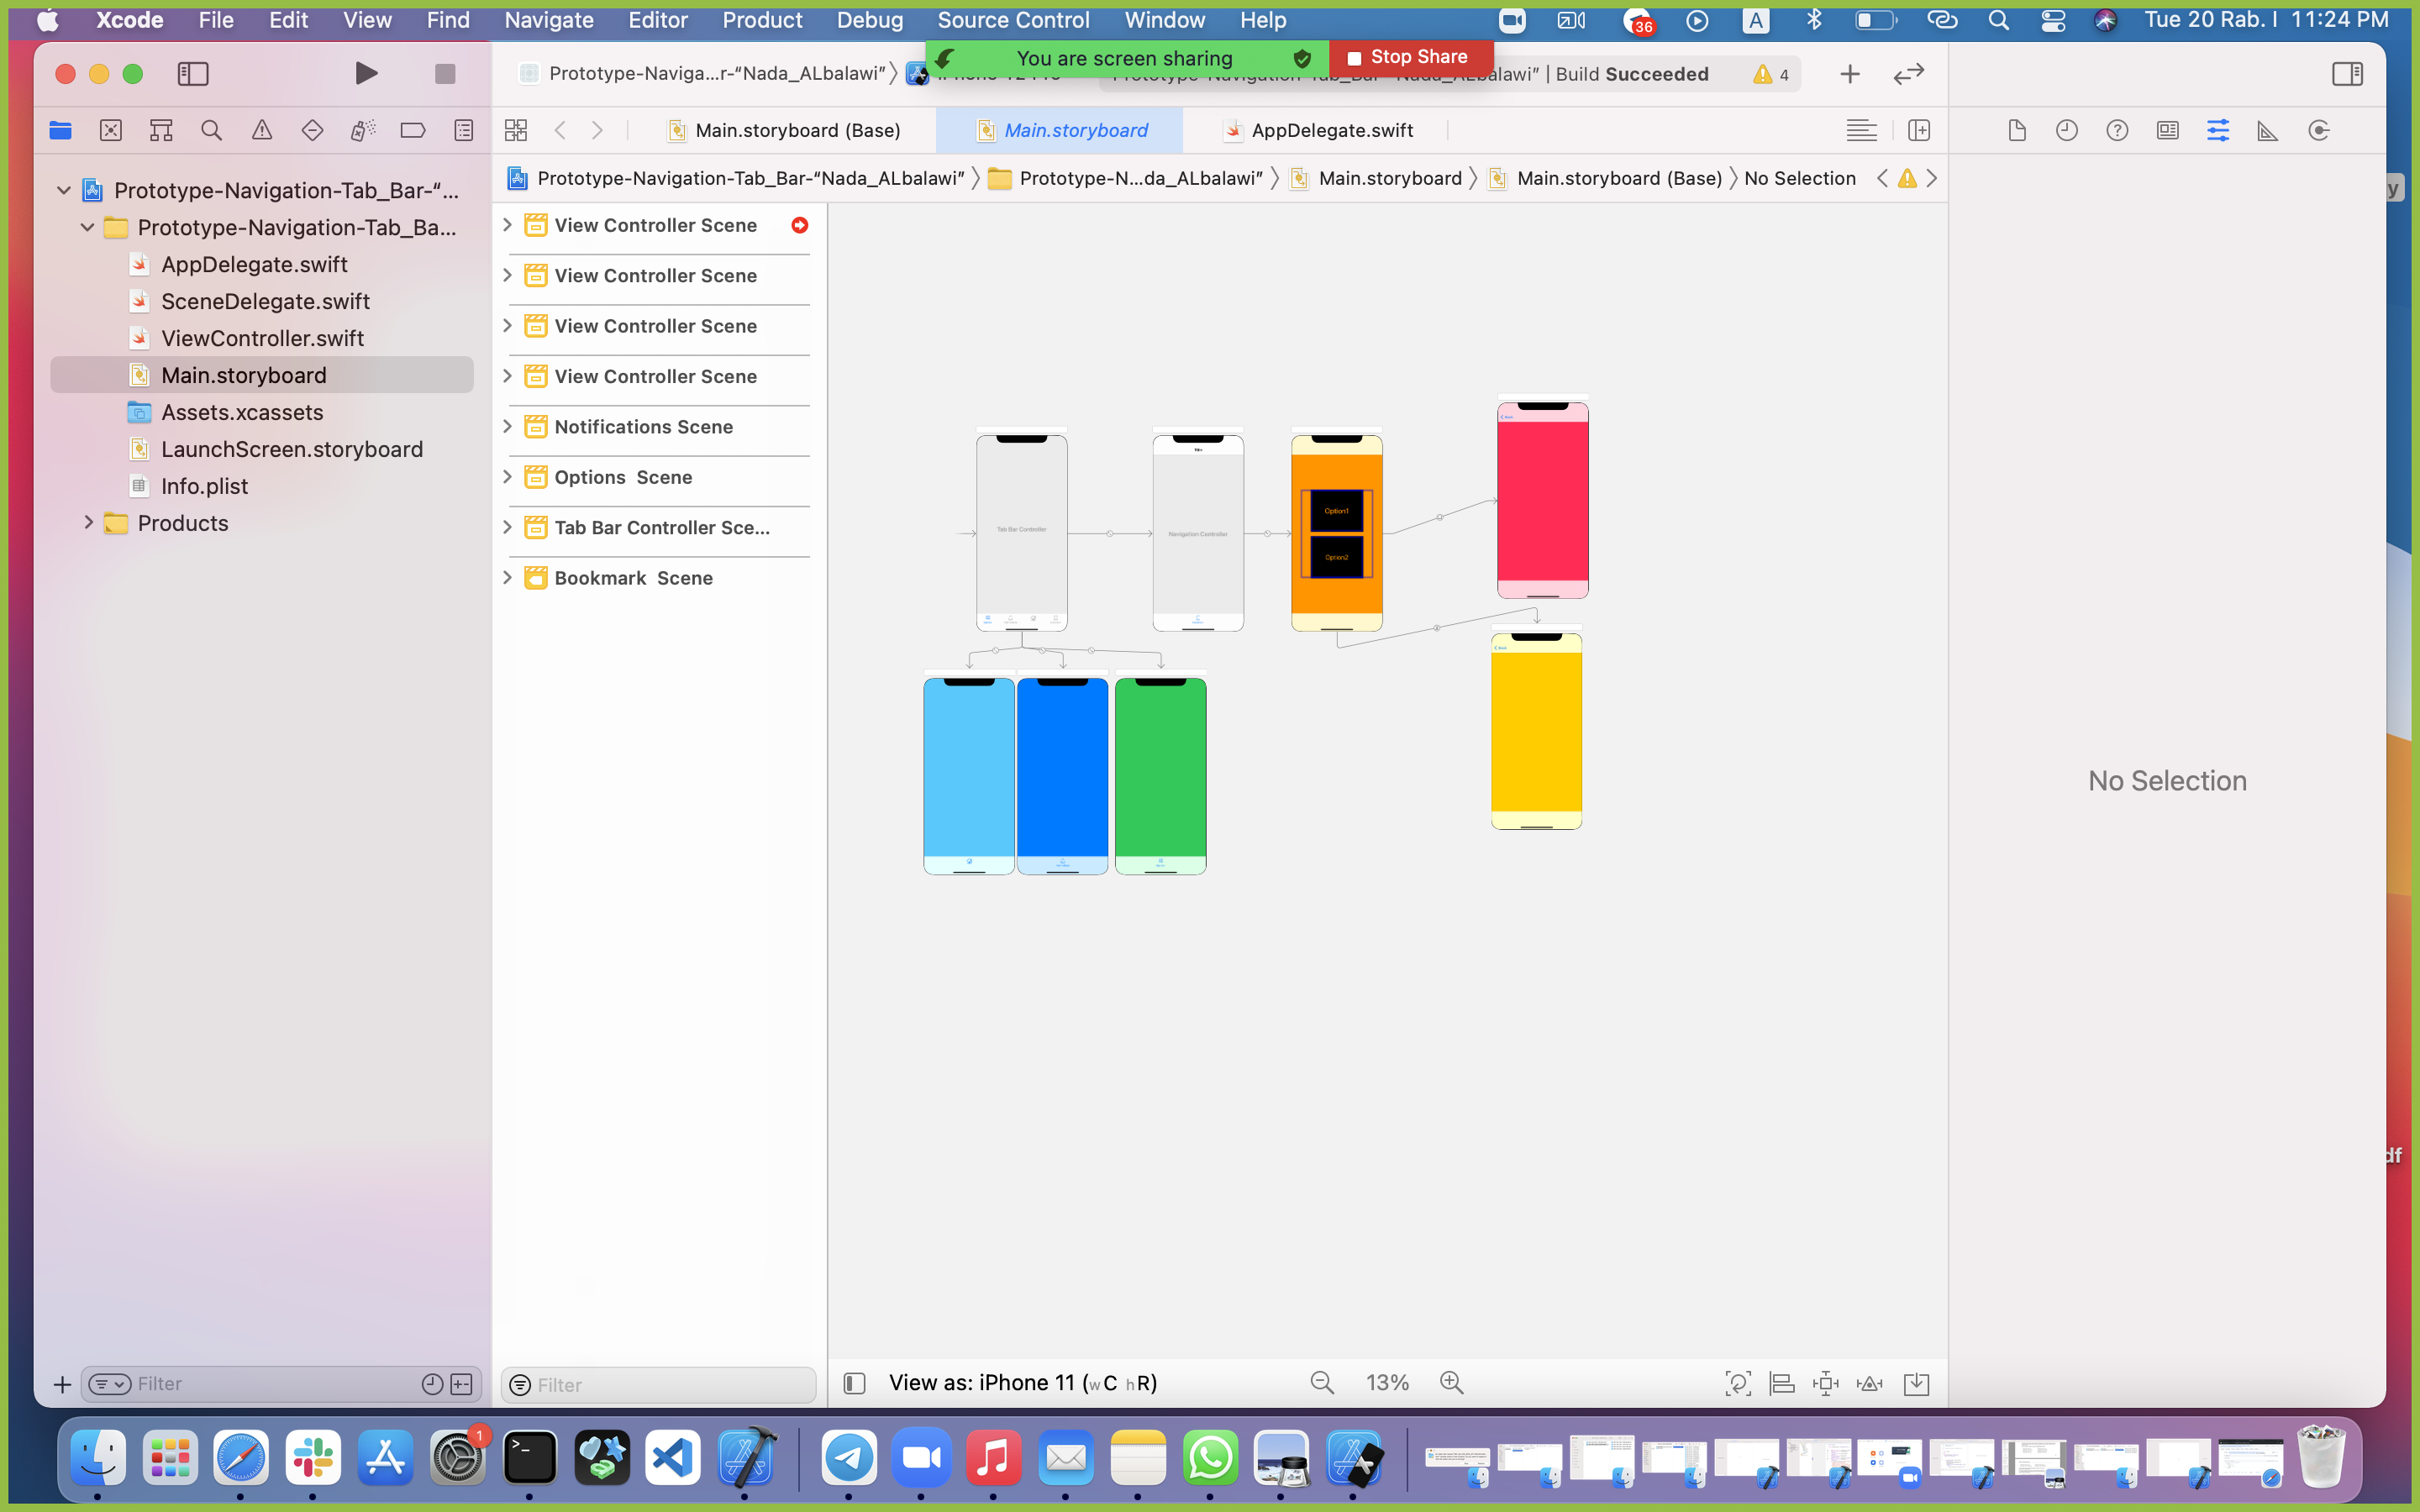 Xcode File Edit View Find Navigate Editor Product Debug Source Control Window Help
36 A Tue 20 Rab. I 11:24 PM
You are screen sharing Stop Share
Prototype-Naviga...r-“Nada_ALbalawi”
| Build Succeeded 4
Main.storyboard (Base) Main.storyboard AppDelegate.swift
Prototype-Navigation-Tab_Bar-“Nada_ALbalawi” Prototype-N...da_ALbalawi” Main.storyboard Main.storyboard (Base) No Selection
Prototype-Navigation-Tab_Bar-“...
Prototype-Navigation-Tab_Ba...
AppDelegate.swift
SceneDelegate.swift
ViewController.swift
Main.storyboard
Assets.xcassets
LaunchScreen.storyboard
Info.plist
Products
View Controller Scene
View Controller Scene
View Controller Scene
View Controller Scene
Notifications Scene
Options Scene
Tab Bar Controller Sce...
Bookmark Scene
Tab Bar Controller
Navigation Controller
Option1
Option2
No Selection
y
df
Filter
Filter
View as: iPhone 11 (wC hR)
13%
1